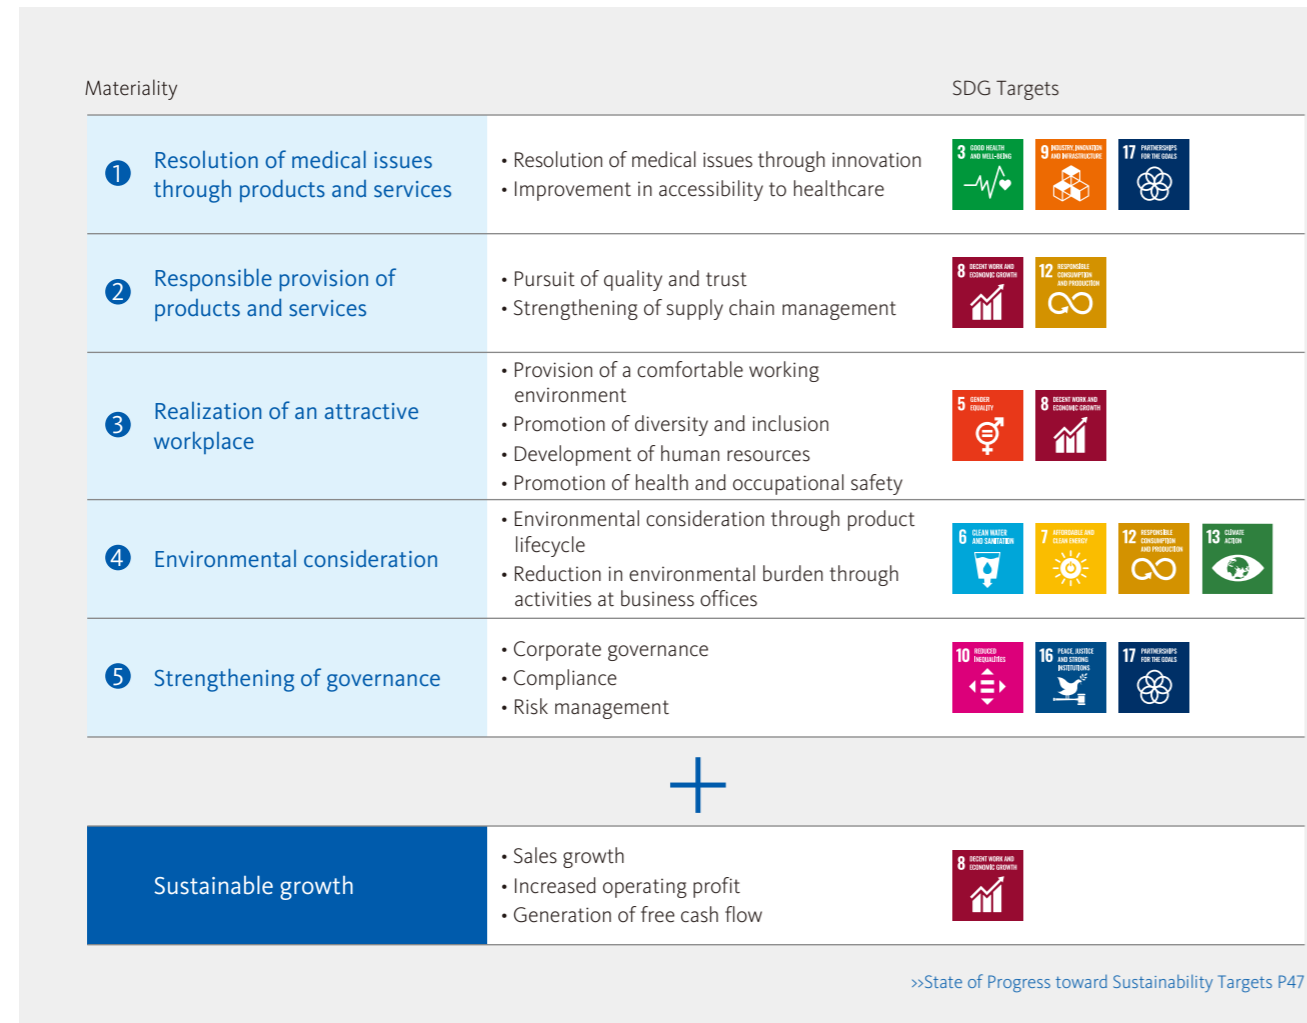 Materiality
SDG Targets
1
Resolution of medical issues
through products and services
• Resolution of medical issues through innovation
• Improvement in accessibility to healthcare
3 GOOD HEALTH
AND WELL-BEING
9 INDUSTRY, INNOVATION
AND INFRASTRUCTURE
17 PARTNERSHIPS
FOR THE GOALS
2
Responsible provision of
products and services
• Pursuit of quality and trust
• Strengthening of supply chain management
8 DECENT WORK AND
ECONOMIC GROWTH
12 RESPONSIBLE
CONSUMPTION
AND PRODUCTION
3
Realization of an attractive
workplace
• Provision of a comfortable working
environment
• Promotion of diversity and inclusion
• Development of human resources
• Promotion of health and occupational safety
5 GENDER
EQUALITY
8 DECENT WORK AND
ECONOMIC GROWTH
4
Environmental consideration
• Environmental consideration through product
lifecycle
• Reduction in environmental burden through
activities at business offices
6 CLEAN WATER
AND SANITATION
7 AFFORDABLE AND
CLEAN ENERGY
12 RESPONSIBLE
CONSUMPTION
AND PRODUCTION
13 CLIMATE
ACTION
5
Strengthening of governance
• Corporate governance
• Compliance
• Risk management
10 REDUCED
INEQUALITIES
16 PEACE, JUSTICE
AND STRONG
INSTITUTIONS
17 PARTNERSHIPS
FOR THE GOALS
+
Sustainable growth
• Sales growth
• Increased operating profit
• Generation of free cash flow
8 DECENT WORK AND
ECONOMIC GROWTH
>>State of Progress toward Sustainability Targets P47